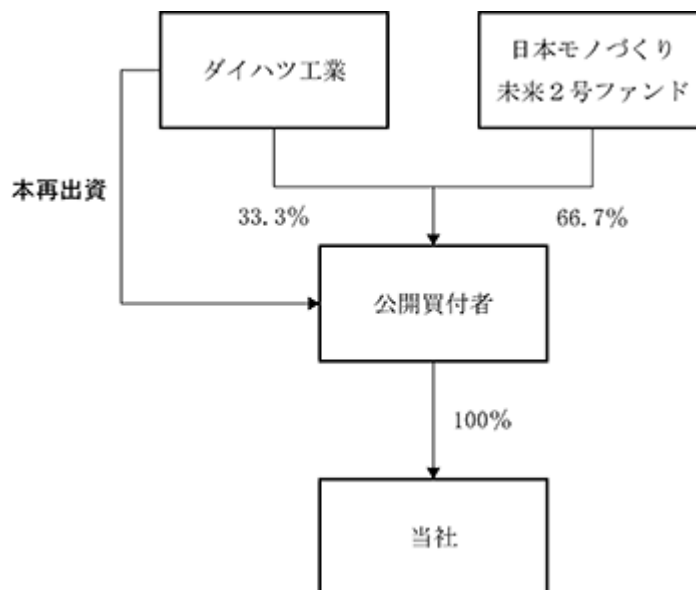 ダイハツ工業
日本モノづくり
未来2号ファンド
本再出資
33.3%
66.7%
公開買付者
100%
当社